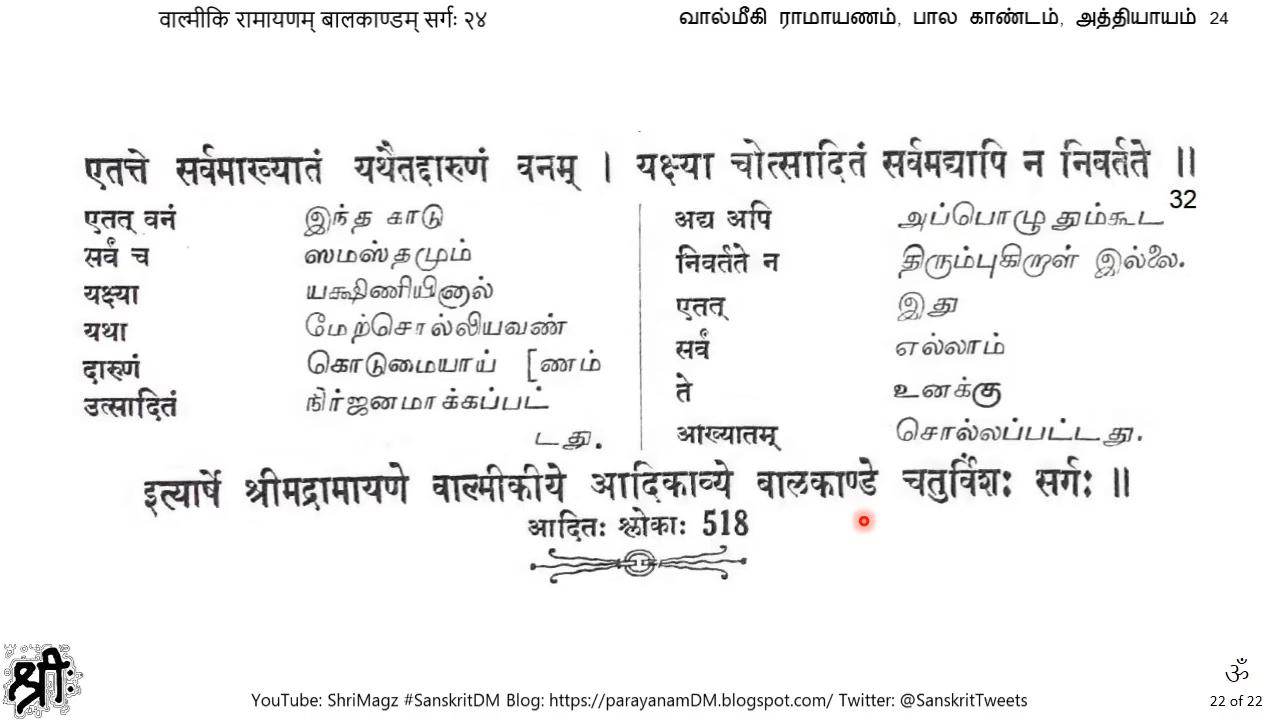 वाल्मीकि रामायणम् बालकाण्डम् सर्गः २४
வால்மீகி ராமாயணம், பால காண்டம், அத்தியாயம் 24
एतत्ते सर्वमाख्यातं यथैतद्दारुणं वनम् । यक्ष्या चोत्सादितं सर्वमद्यापि न निवर्तते ॥
32
एतत् वनं இந்த காடு
सर्वं च ஸமஸ்தமும்
यक्ष्या யக்ஷிணியினால்
यथा மேற்சொல்லியவண்
दारुणं கொடுமையாய் [ணம்
उत्सादितं நிர்ஜனமாக்கப்பட்
டது.
अद्य अपि அப்பொழுதும்கூட
निवर्तते न திரும்புகிறாள் இல்லை.
एतत् இது
सर्वं எல்லாம்
ते உனக்கு
आख्यातम् சொல்லப்பட்டது.
इत्यार्षे श्रीमद्रामायणे वाल्मीकीये आदिकाव्ये बालकाण्डे चतुर्विंशः सर्गः ॥
आदितः श्लोकाः 518
श्रीः
ॐ
YouTube: ShriMagz #SanskritDM Blog: https://parayanamDM.blogspot.com/ Twitter: @SanskritTweets
22 of 22